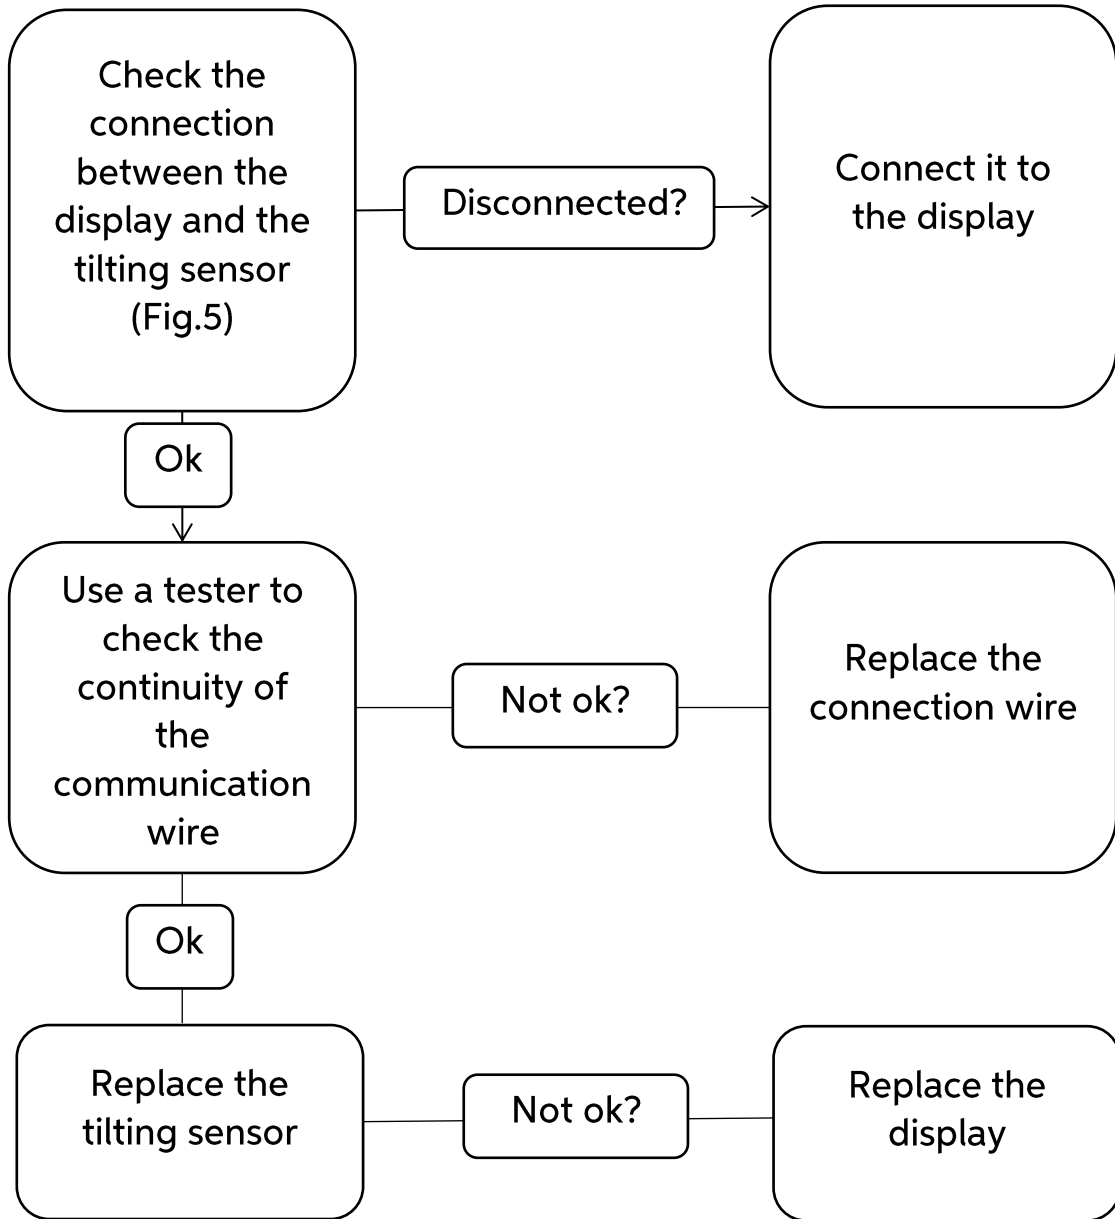 Check the
connection
between the
display and the
tilting sensor
(Fig.5)
Disconnected?
Connect it to
the display
Ok
Use a tester to
check the
continuity of
the
communication
wire
Not ok?
Replace the
connection wire
Ok
Replace the
tilting sensor
Not ok?
Replace the
display